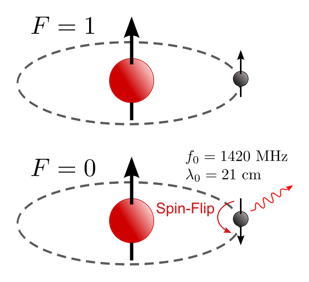 F = 1
F = 0
f₀ = 1420 MHz
λ₀ = 21 cm
Spin-Flip